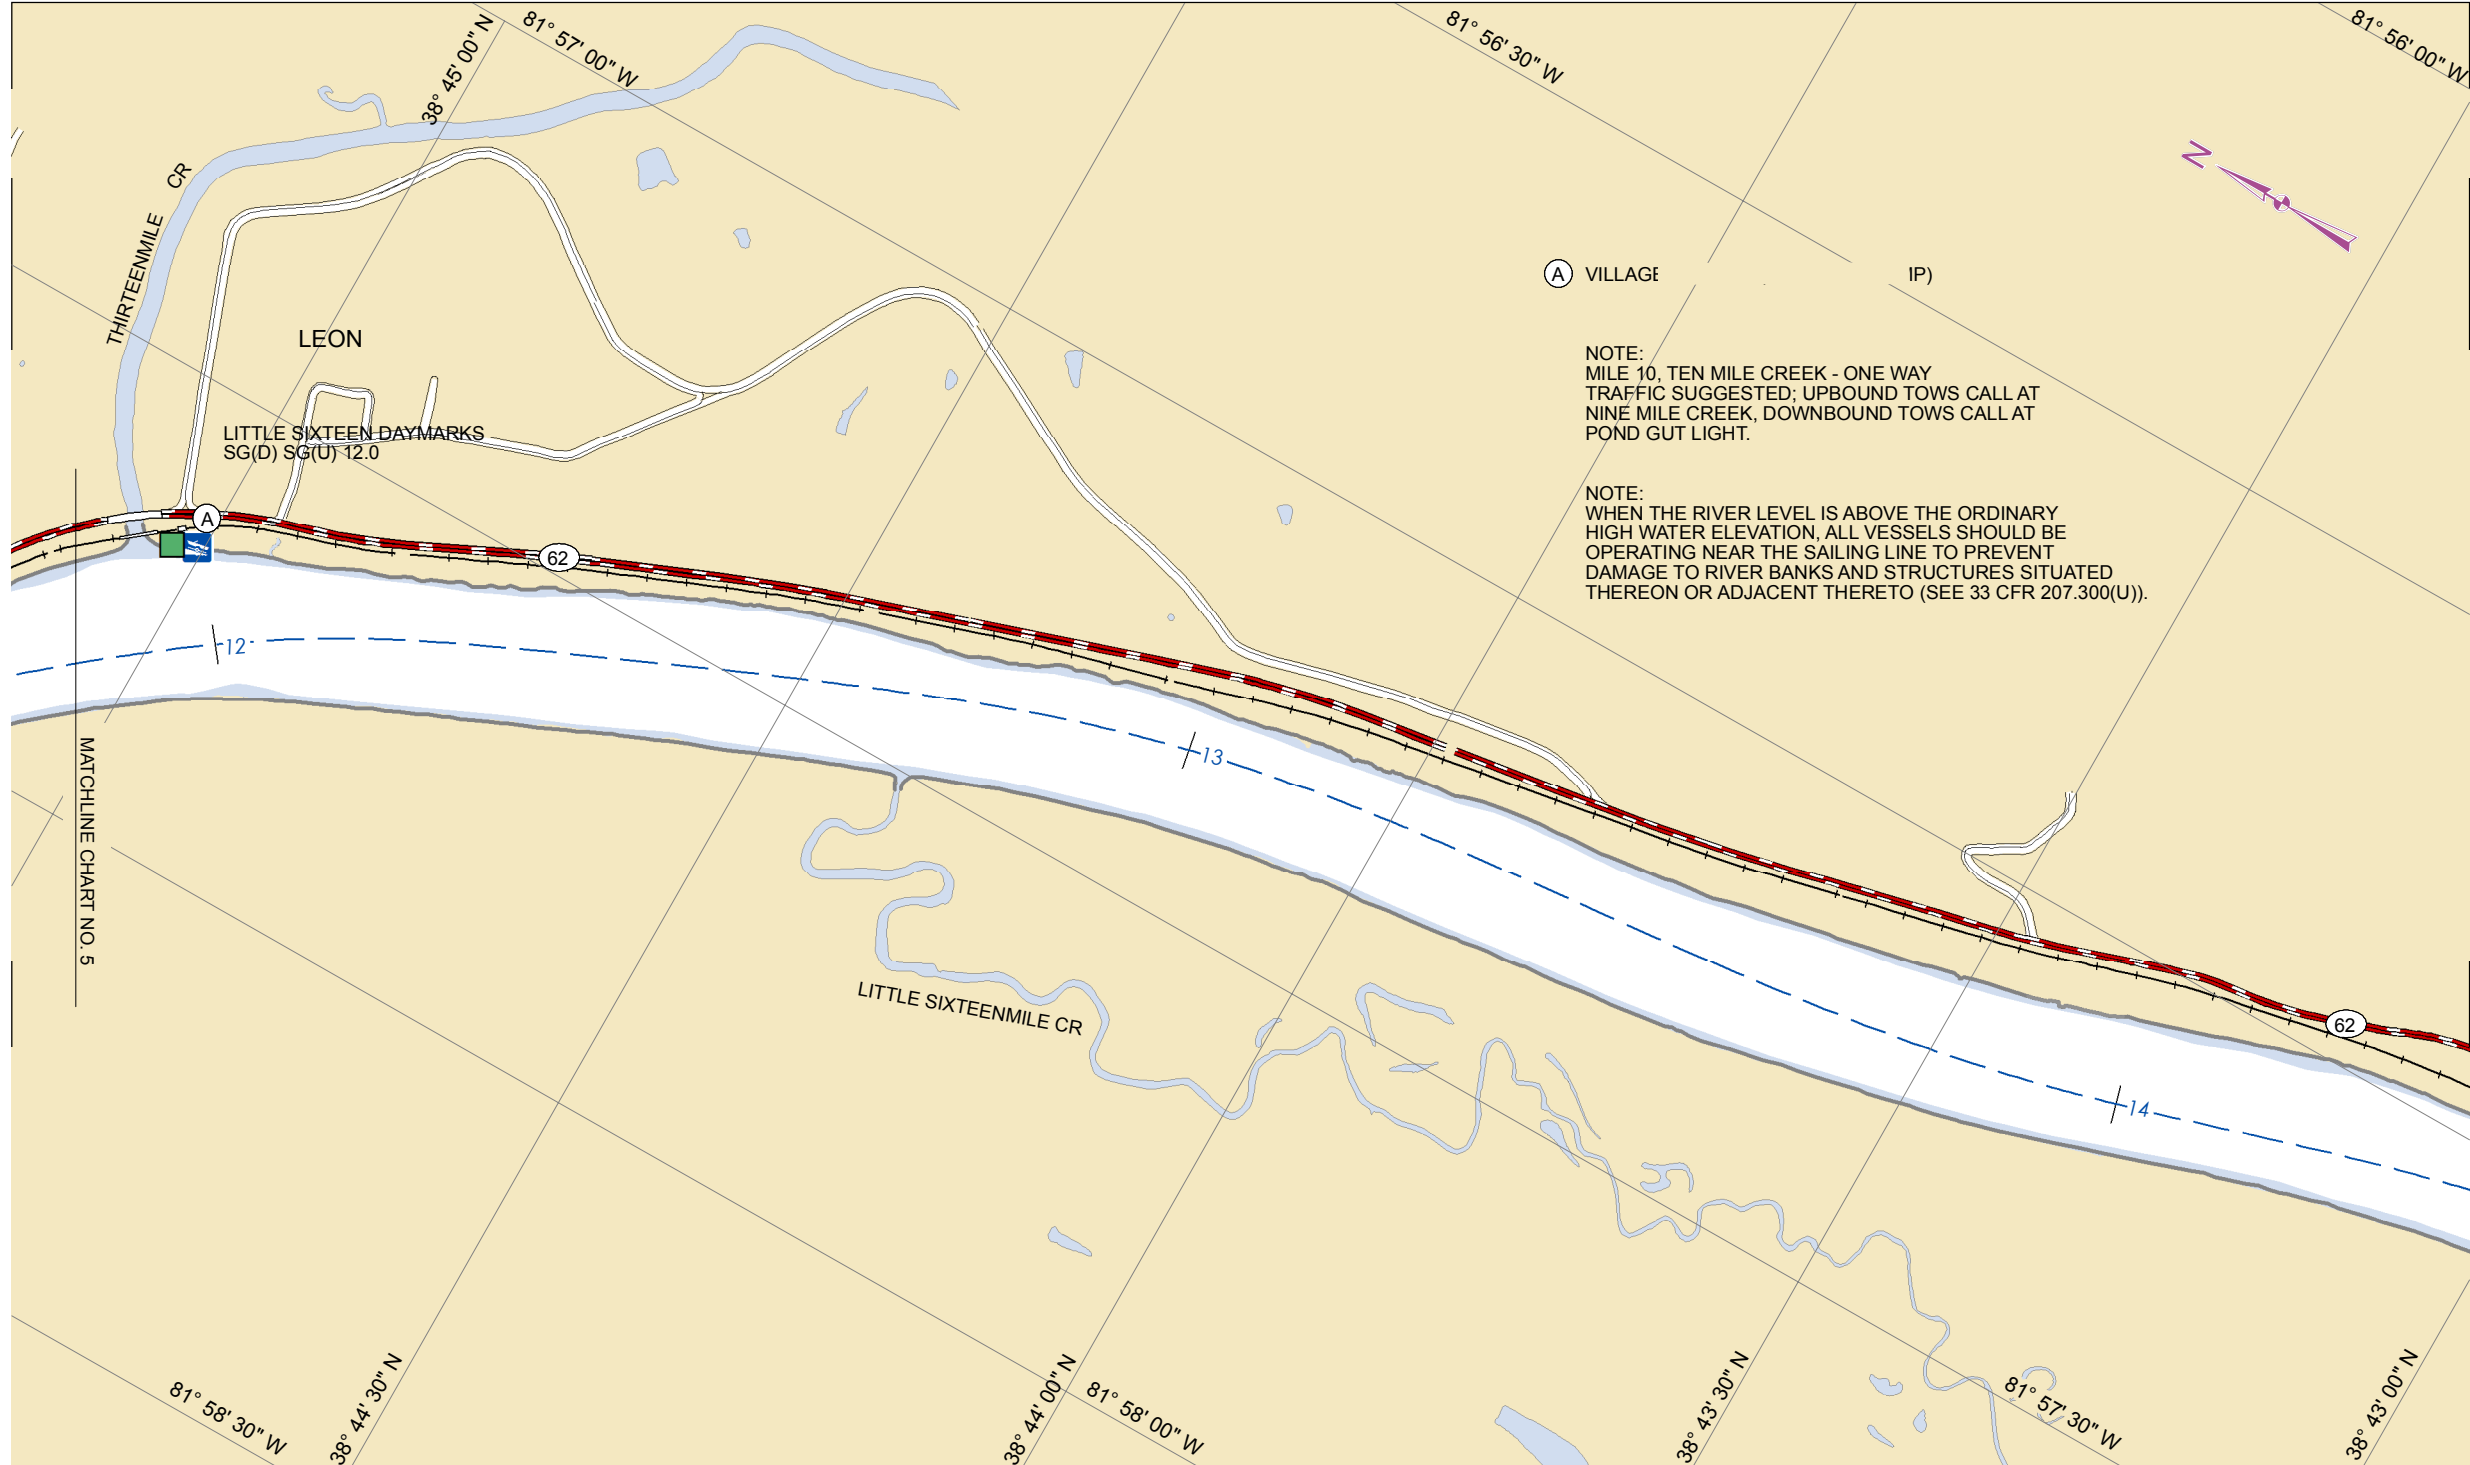 81° 57' 00" W
81° 56' 30" W
81° 56' 00" W
38° 45' 00" N
N
THIRTEENMILE CR
A VILLAGE
LEON
NOTE:
MILE 10, TEN MILE CREEK - ONE WAY
TRAFFIC SUGGESTED; UPBOUND TOWS CALL AT
NINE MILE CREEK, DOWNBOUND TOWS CALL AT
POND GUT LIGHT.
LITTLE SIXTEEN DAYMARKS
SG(D) SG(U) 12.0
NOTE:
WHEN THE RIVER LEVEL IS ABOVE THE ORDINARY
HIGH WATER ELEVATION, ALL VESSELS SHOULD BE
OPERATING NEAR THE SAILING LINE TO PREVENT
DAMAGE TO RIVER BANKS AND STRUCTURES SITUATED
THEREON OR ADJACENT THERETO (SEE 33 CFR 207.300(U)).
A
62
12
13
MATCHLINE CHART NO. 5
LITTLE SIXTEENMILE CR
62
14
81° 58' 30" W
38° 44' 30" N
38° 44' 00" N
81° 58' 00" W
38° 43' 30" N
81° 57' 30" W
38° 43' 00" N